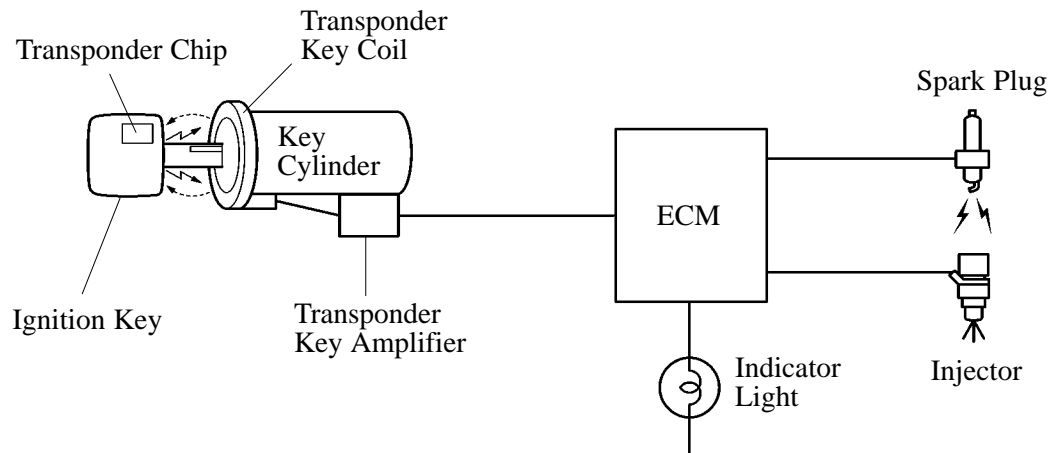 Transponder
Key Coil
Transponder Chip
Spark Plug
Key
Cylinder
ECM
Ignition Key
Transponder
Key Amplifier
Indicator
Light
Injector